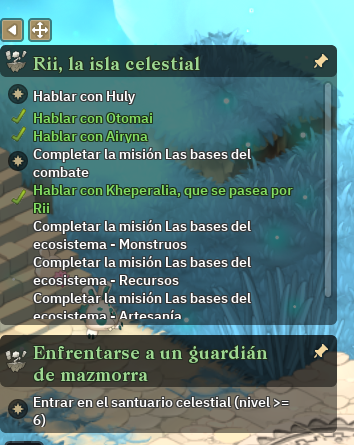 Rii, la isla celestial
Hablar con Huly
Hablar con Otomai
Hablar con Airyna
Completar la misión Las bases del
combate
Hablar con Kheperalia, que se pasea por
Rii
Completar la misión Las bases del
ecosistema - Monstruos
Completar la misión Las bases del
ecosistema - Recursos
Completar la misión Las bases del
ecosistema - Artesanía
Enfrentarse a un guardián
de mazmorra
Entrar en el santuario celestial (nivel >=
6)